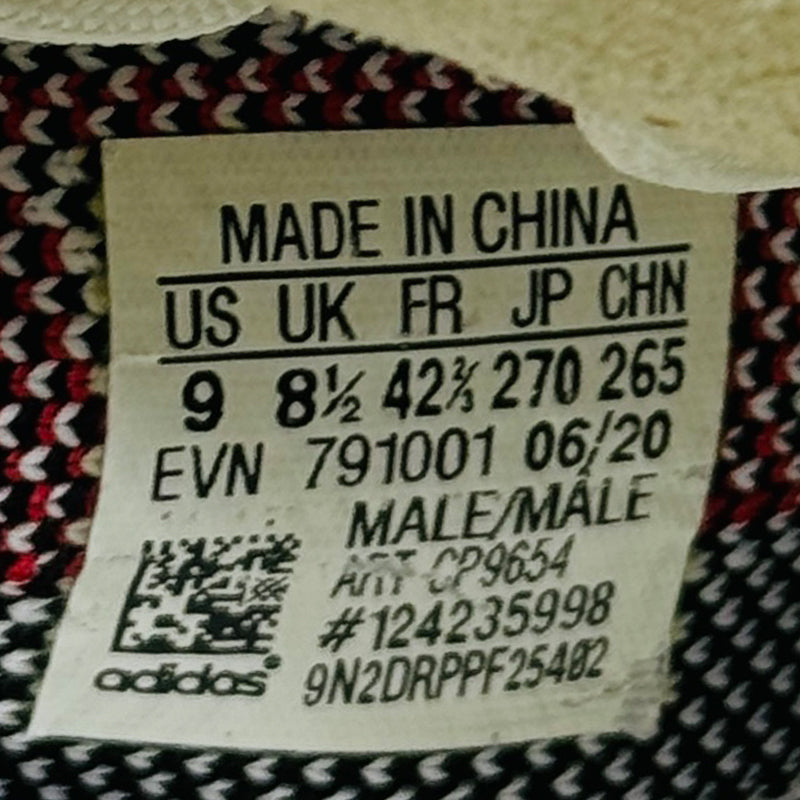 MADE IN CHINA
US UK FR JP CHN
9 8½ 42⅔ 270 265
EVN 791001 06/20
MALE/MÂLE
ART CP9654
#124235998
9N2DRPPF25402
adidas®